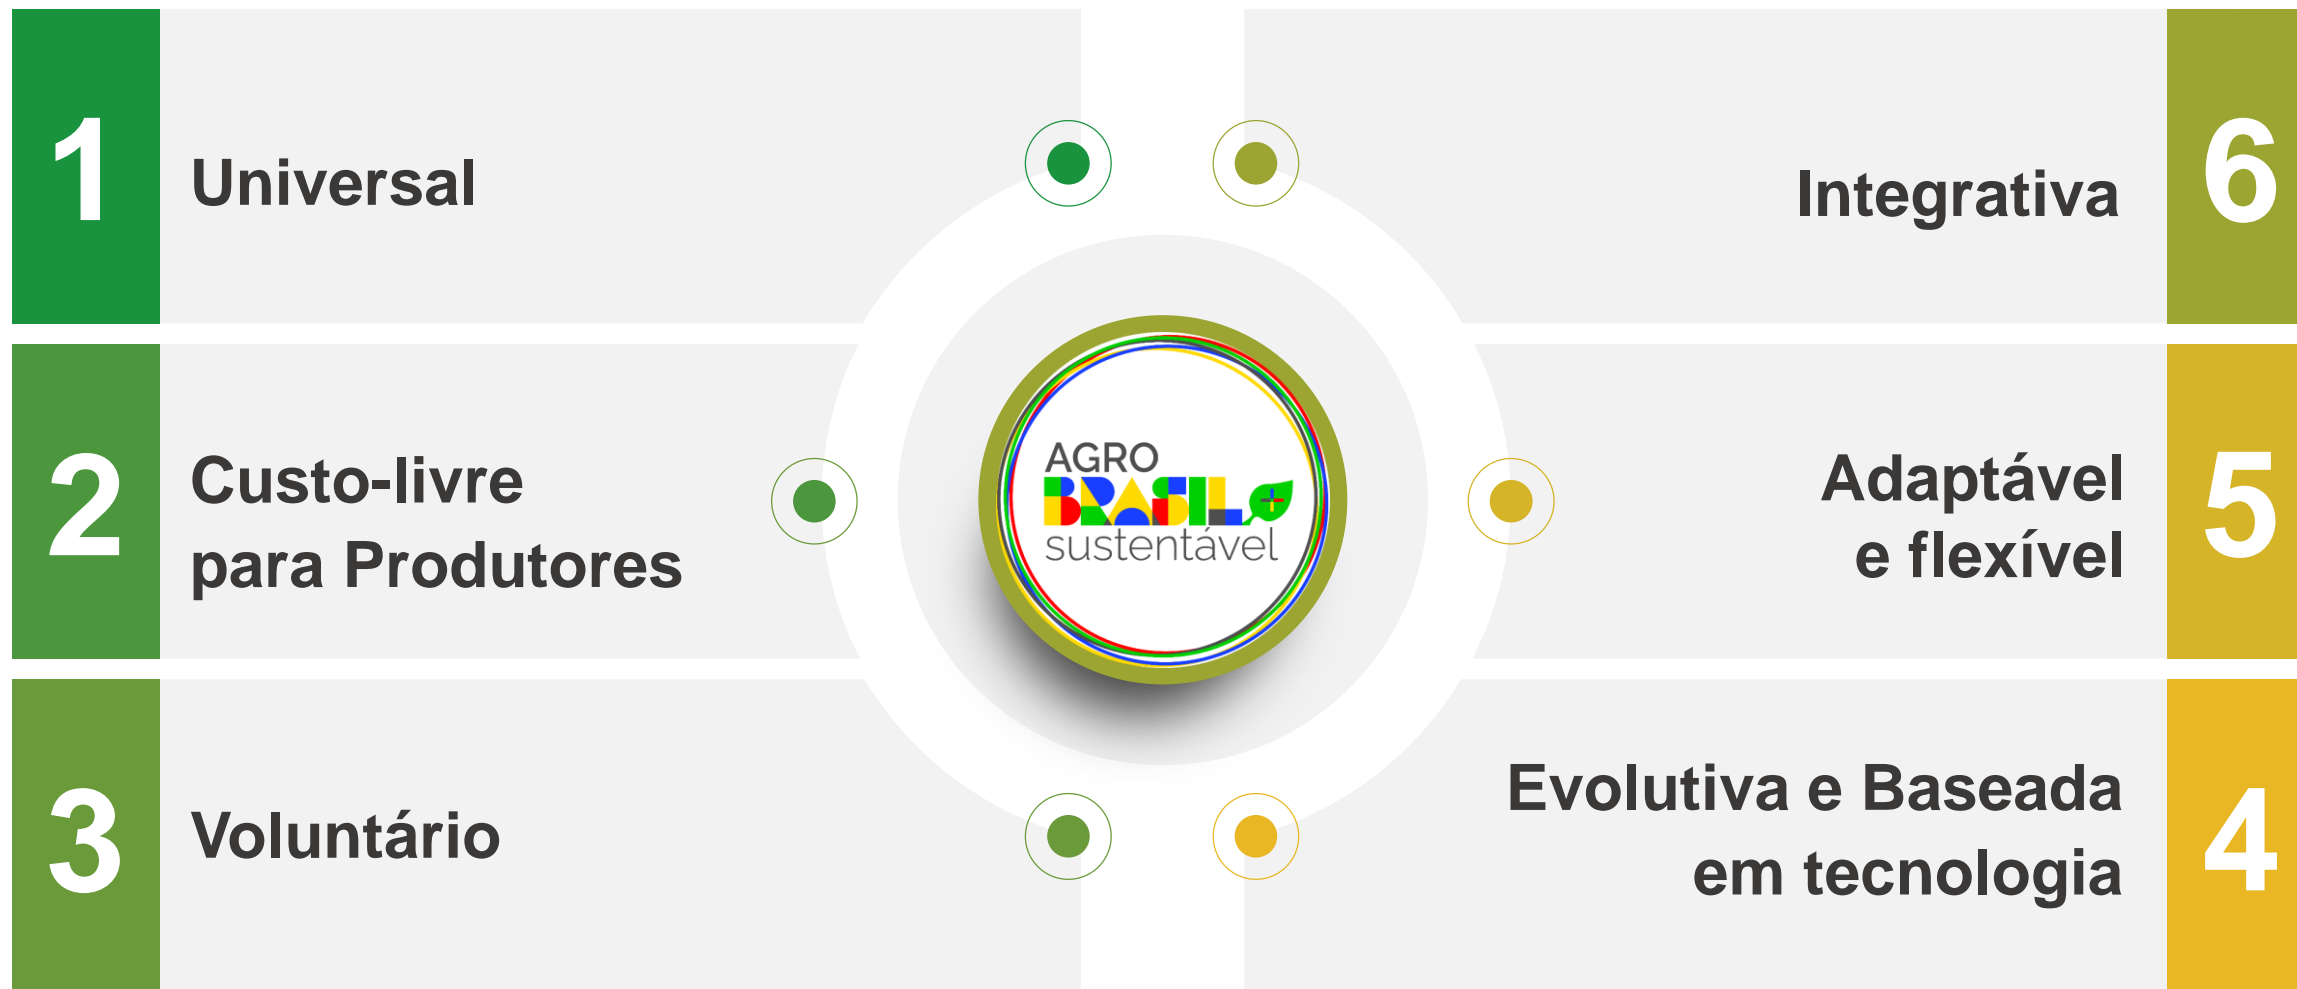 1
Universal
2
Custo-livre
para Produtores
3
Voluntário
AGRO
BRASIL
sustentável
6
Integrativa
5
Adaptável
e flexível
4
Evolutiva e Baseada
em tecnologia